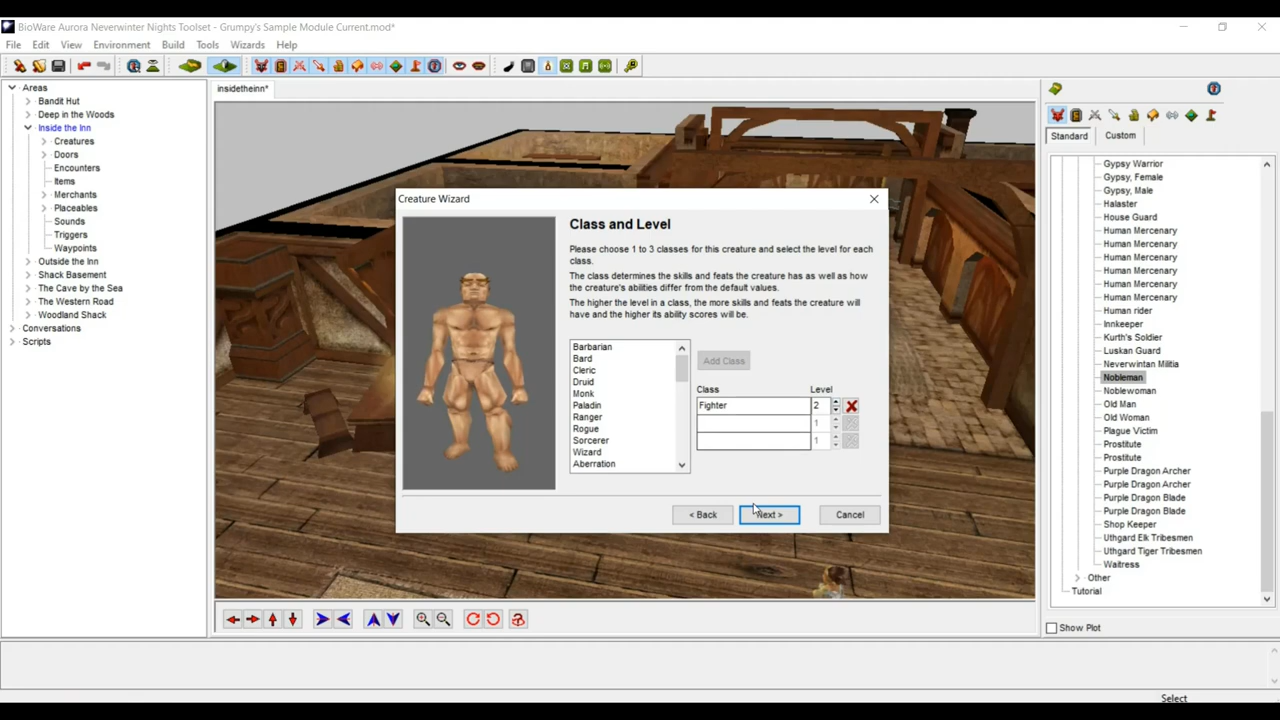 BioWare Aurora Neverwinter Nights Toolset - Grumpy's Sample Module Current.mod*
File Edit View Environment Build Tools Wizards Help
Areas
Bandit Hut
Deep in the Woods
Inside the Inn
Creatures
Doors
Encounters
Items
Merchants
Placeables
Sounds
Triggers
Waypoints
Outside the Inn
Shack Basement
The Cave by the Sea
The Western Road
Woodland Shack
Conversations
Scripts
insidetheinn*
Creature Wizard
Class and Level
Please choose 1 to 3 classes for this creature and select the level for each
class.
The class determines the skills and feats the creature has as well as how
the creature's abilities differ from the default values.
The higher the level in a class, the more skills and feats the creature will
have and the higher its ability scores will be.
Barbarian
Bard
Cleric
Druid
Monk
Paladin
Ranger
Rogue
Sorcerer
Wizard
Aberration
Add Class
Class Level
Fighter 2
1
1
< Back Next > Cancel
Standard Custom
Gypsy Warrior
Gypsy, Female
Gypsy, Male
Halaster
House Guard
Human Mercenary
Human Mercenary
Human Mercenary
Human Mercenary
Human Mercenary
Human Mercenary
Human rider
Innkeeper
Kurth's Soldier
Luskan Guard
Neverwintan Militia
Nobleman
Noblewoman
Old Man
Old Woman
Plague Victim
Prostitute
Prostitute
Purple Dragon Archer
Purple Dragon Archer
Purple Dragon Blade
Purple Dragon Blade
Shop Keeper
Uthgard Elk Tribesmen
Uthgard Tiger Tribesmen
Waitress
Other
Tutorial
Show Plot
Select